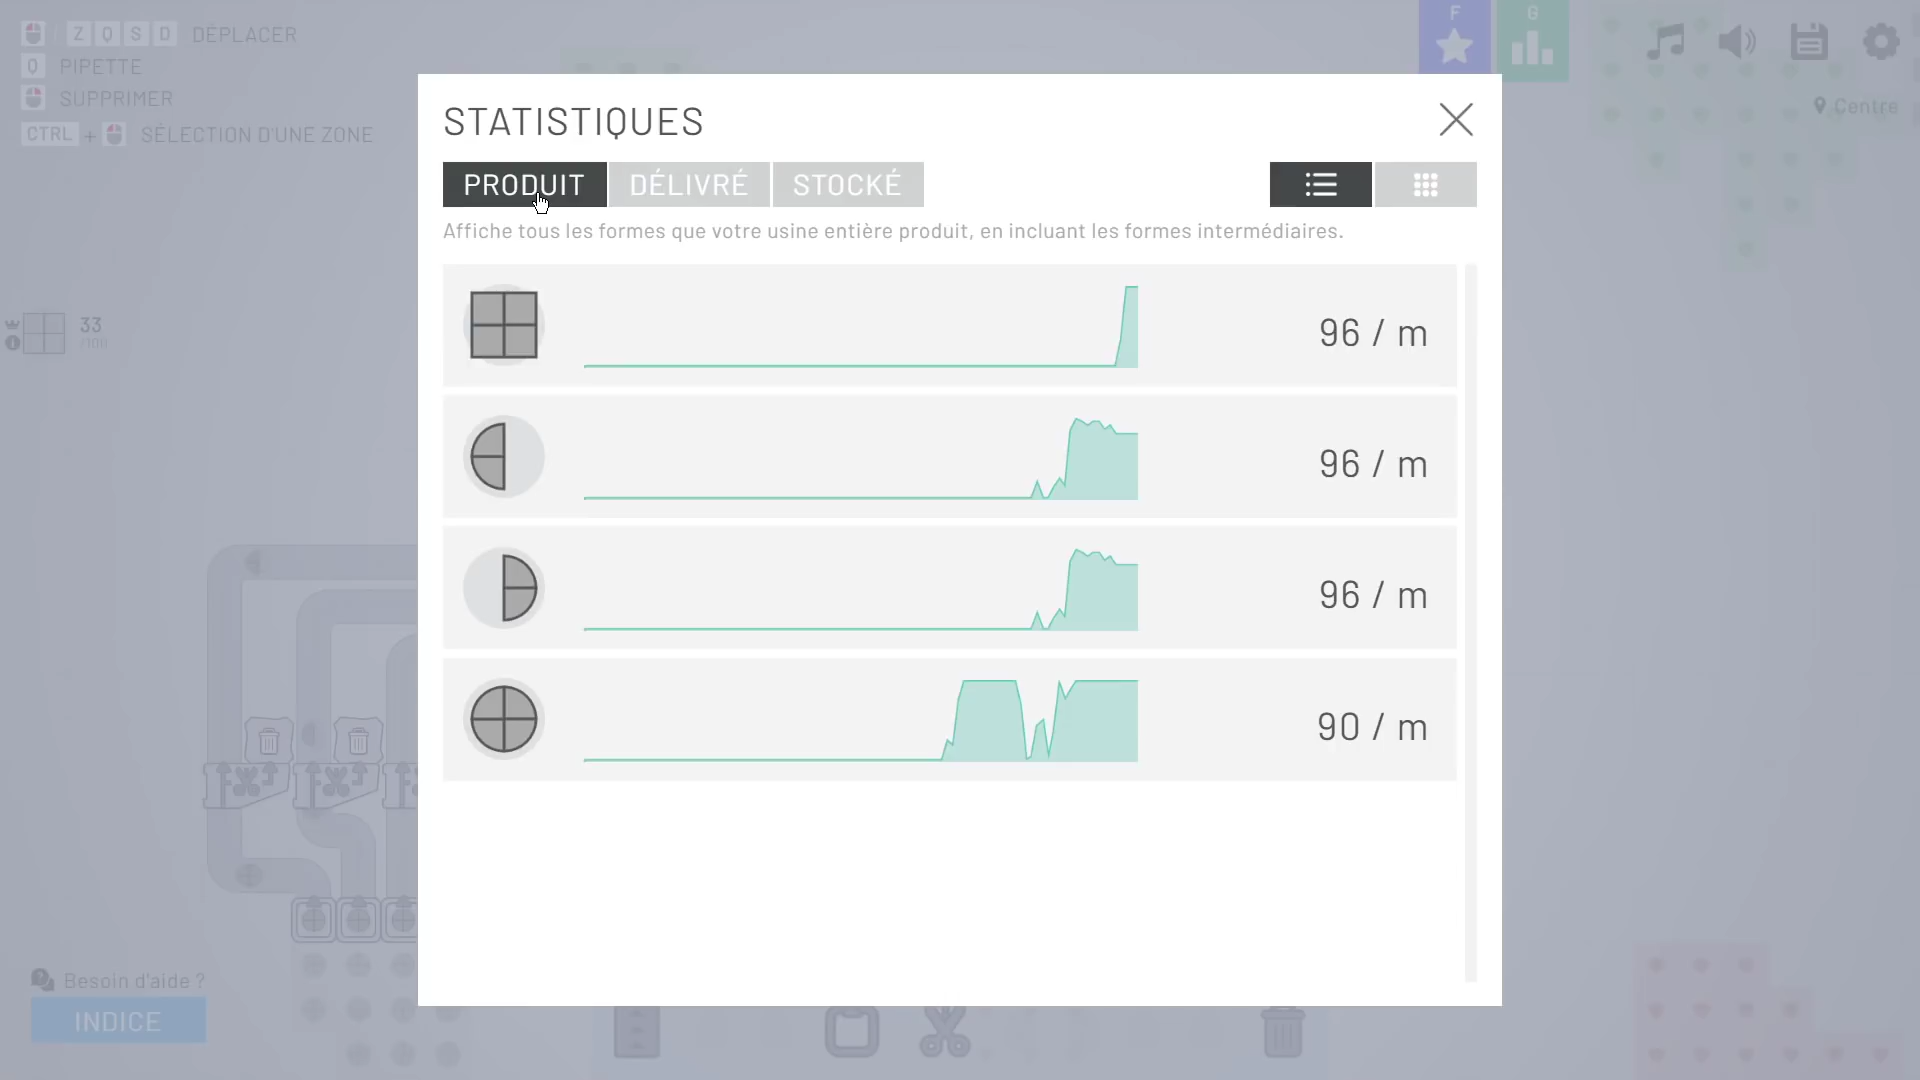 Z Q S D DÉPLACER
Q PIPETTE
SUPPRIMER
CTRL + SÉLECTION D'UNE ZONE
F
G
Centre
33
STATISTIQUES
PRODUIT DÉLIVRÉ STOCKÉ
Affiche tous les formes que votre usine entière produit, en incluant les formes intermédiaires.
96 / m
96 / m
96 / m
90 / m
Besoin d'aide ?
INDICE